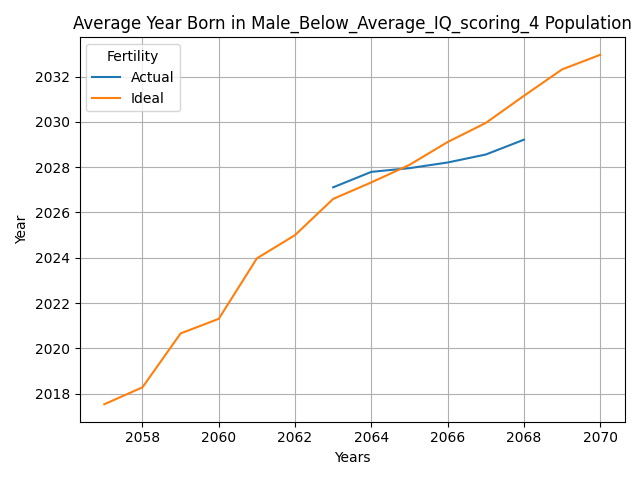 Average Year Born in Male_Below_Average_IQ_scoring_4 Population
Fertility
Actual
Ideal
Year
2032
2030
2028
2026
2024
2022
2020
2018
2058 2060 2062 2064 2066 2068 2070
Years